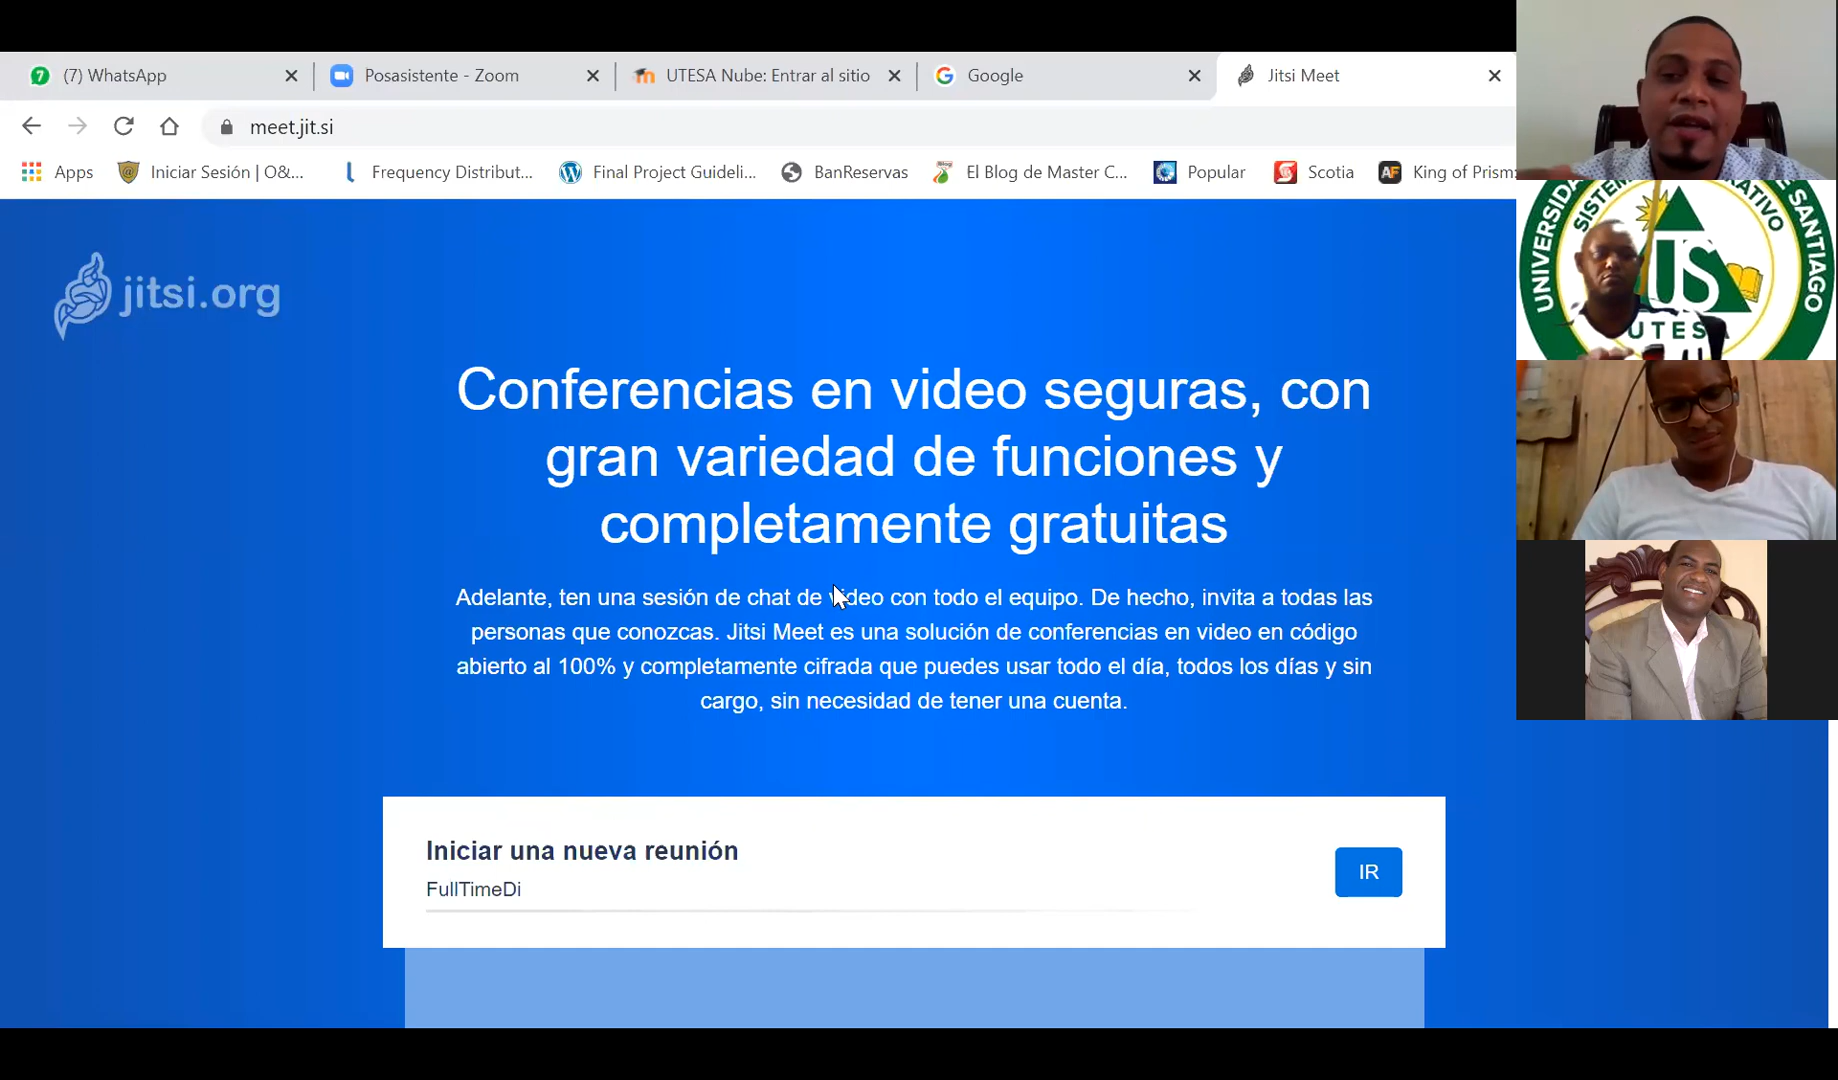 (7) WhatsApp
Posasistente - Zoom
UTESA Nube: Entrar al sitio
Google
Jitsi Meet
meet.jit.si
Apps
Iniciar Sesión | O&...
Frequency Distribut...
Final Project Guideli...
BanReservas
El Blog de Master C...
Popular
Scotia
King of Prism:
jitsi.org
Conferencias en video seguras, con
gran variedad de funciones y
completamente gratuitas
Adelante, ten una sesión de chat de video con todo el equipo. De hecho, invita a todas las
personas que conozcas. Jitsi Meet es una solución de conferencias en video en código
abierto al 100% y completamente cifrada que puedes usar todo el día, todos los días y sin
cargo, sin necesidad de tener una cuenta.
Iniciar una nueva reunión
FullTimeDi
IR
UNIVERSIDA
SISTEM
RATIVO
E SANTIAGO
US
UTESA